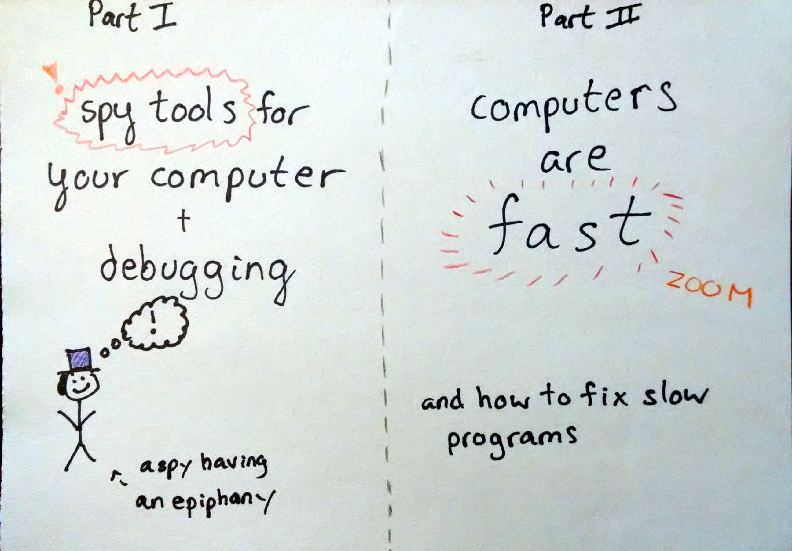 Part I
spy tools for
your computer
+
debugging
!
a spy having
an epiphany
Part II
computers
are
fast
ZOOM
and how to fix slow
programs